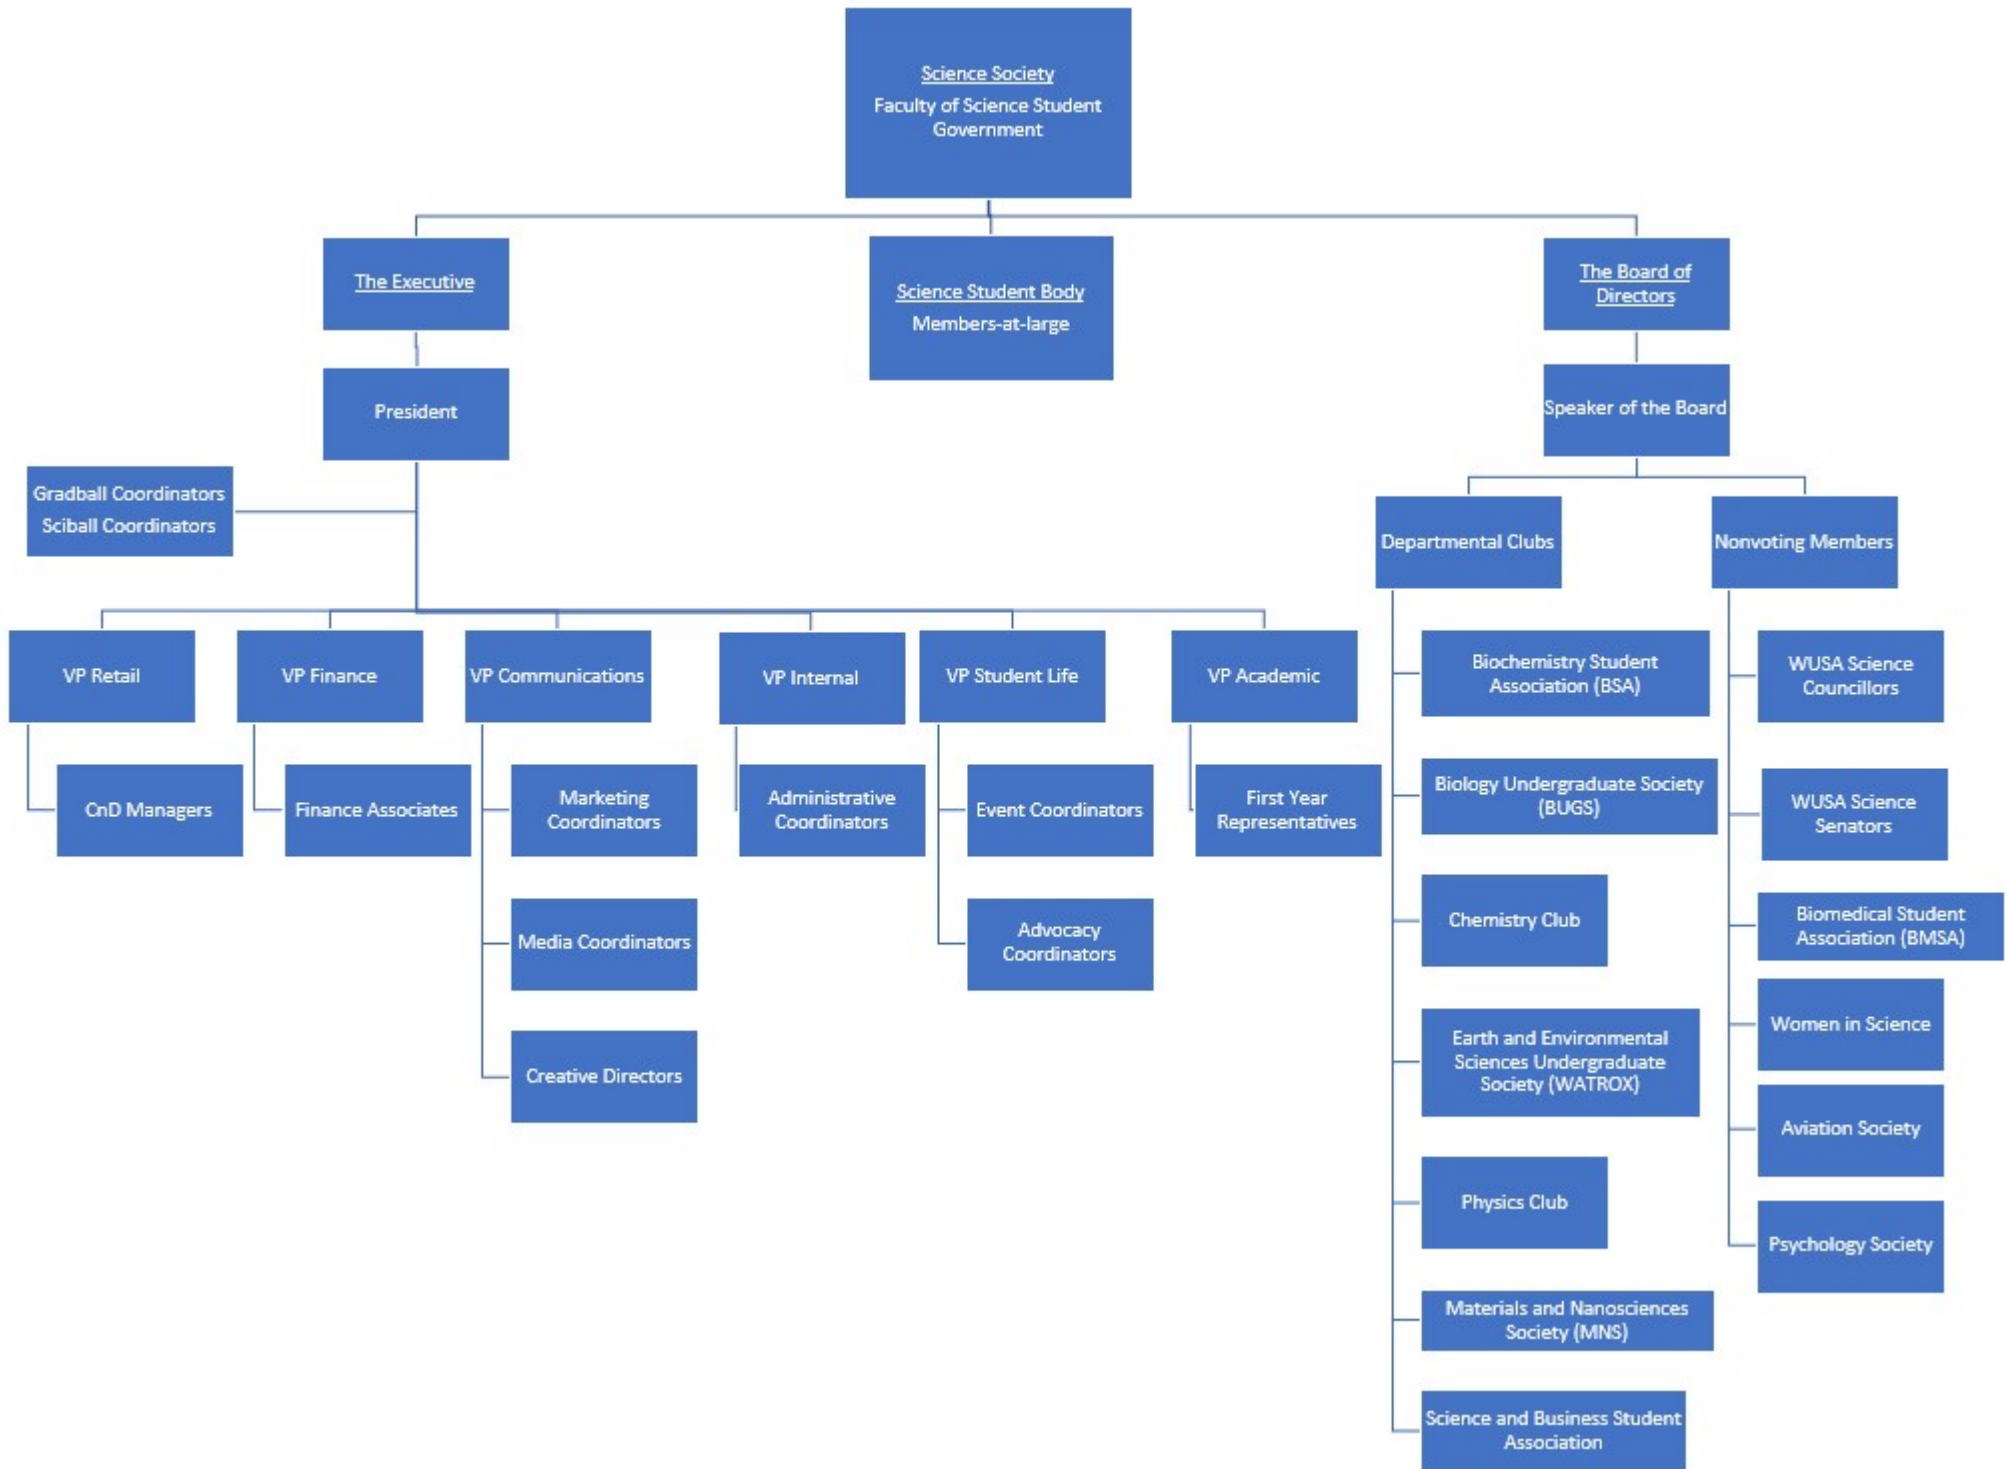 Science Society
Faculty of Science Student
Government
The Executive
Science Student Body
Members-at-large
The Board of
Directors
President
Speaker of the Board
Gradball Coordinators
Sciball Coordinators
Departmental Clubs
Nonvoting Members
VP Retail
VP Finance
VP Communications
VP Internal
VP Student Life
VP Academic
CnD Managers
Finance Associates
Marketing
Coordinators
Media Coordinators
Creative Directors
Administrative
Coordinators
Event Coordinators
Advocacy
Coordinators
First Year
Representatives
Biochemistry Student
Association (BSA)
Biology Undergraduate Society
(BUGS)
Chemistry Club
Earth and Environmental
Sciences Undergraduate
Society (WATROX)
Physics Club
Materials and Nanosciences
Society (MNS)
Science and Business Student
Association
WUSA Science
Councillors
WUSA Science
Senators
Biomedical Student
Association (BMSA)
Women in Science
Aviation Society
Psychology Society